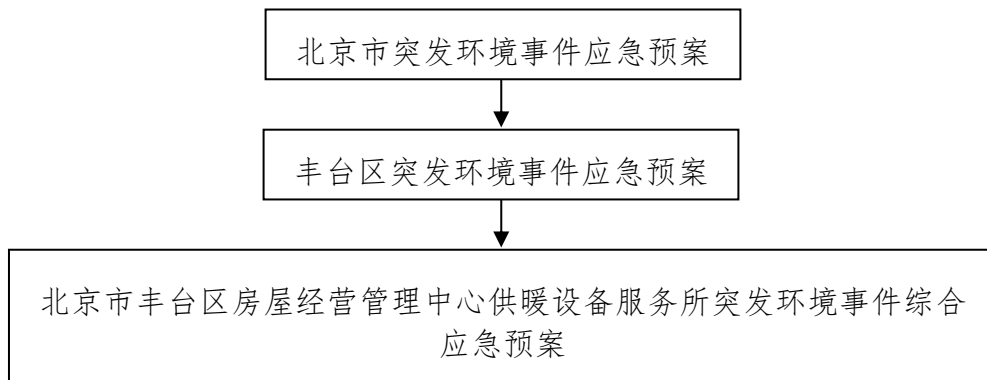 北京市突发环境事件应急预案
丰台区突发环境事件应急预案
北京市丰台区房屋经营管理中心供暖设备服务所突发环境事件综合
应急预案